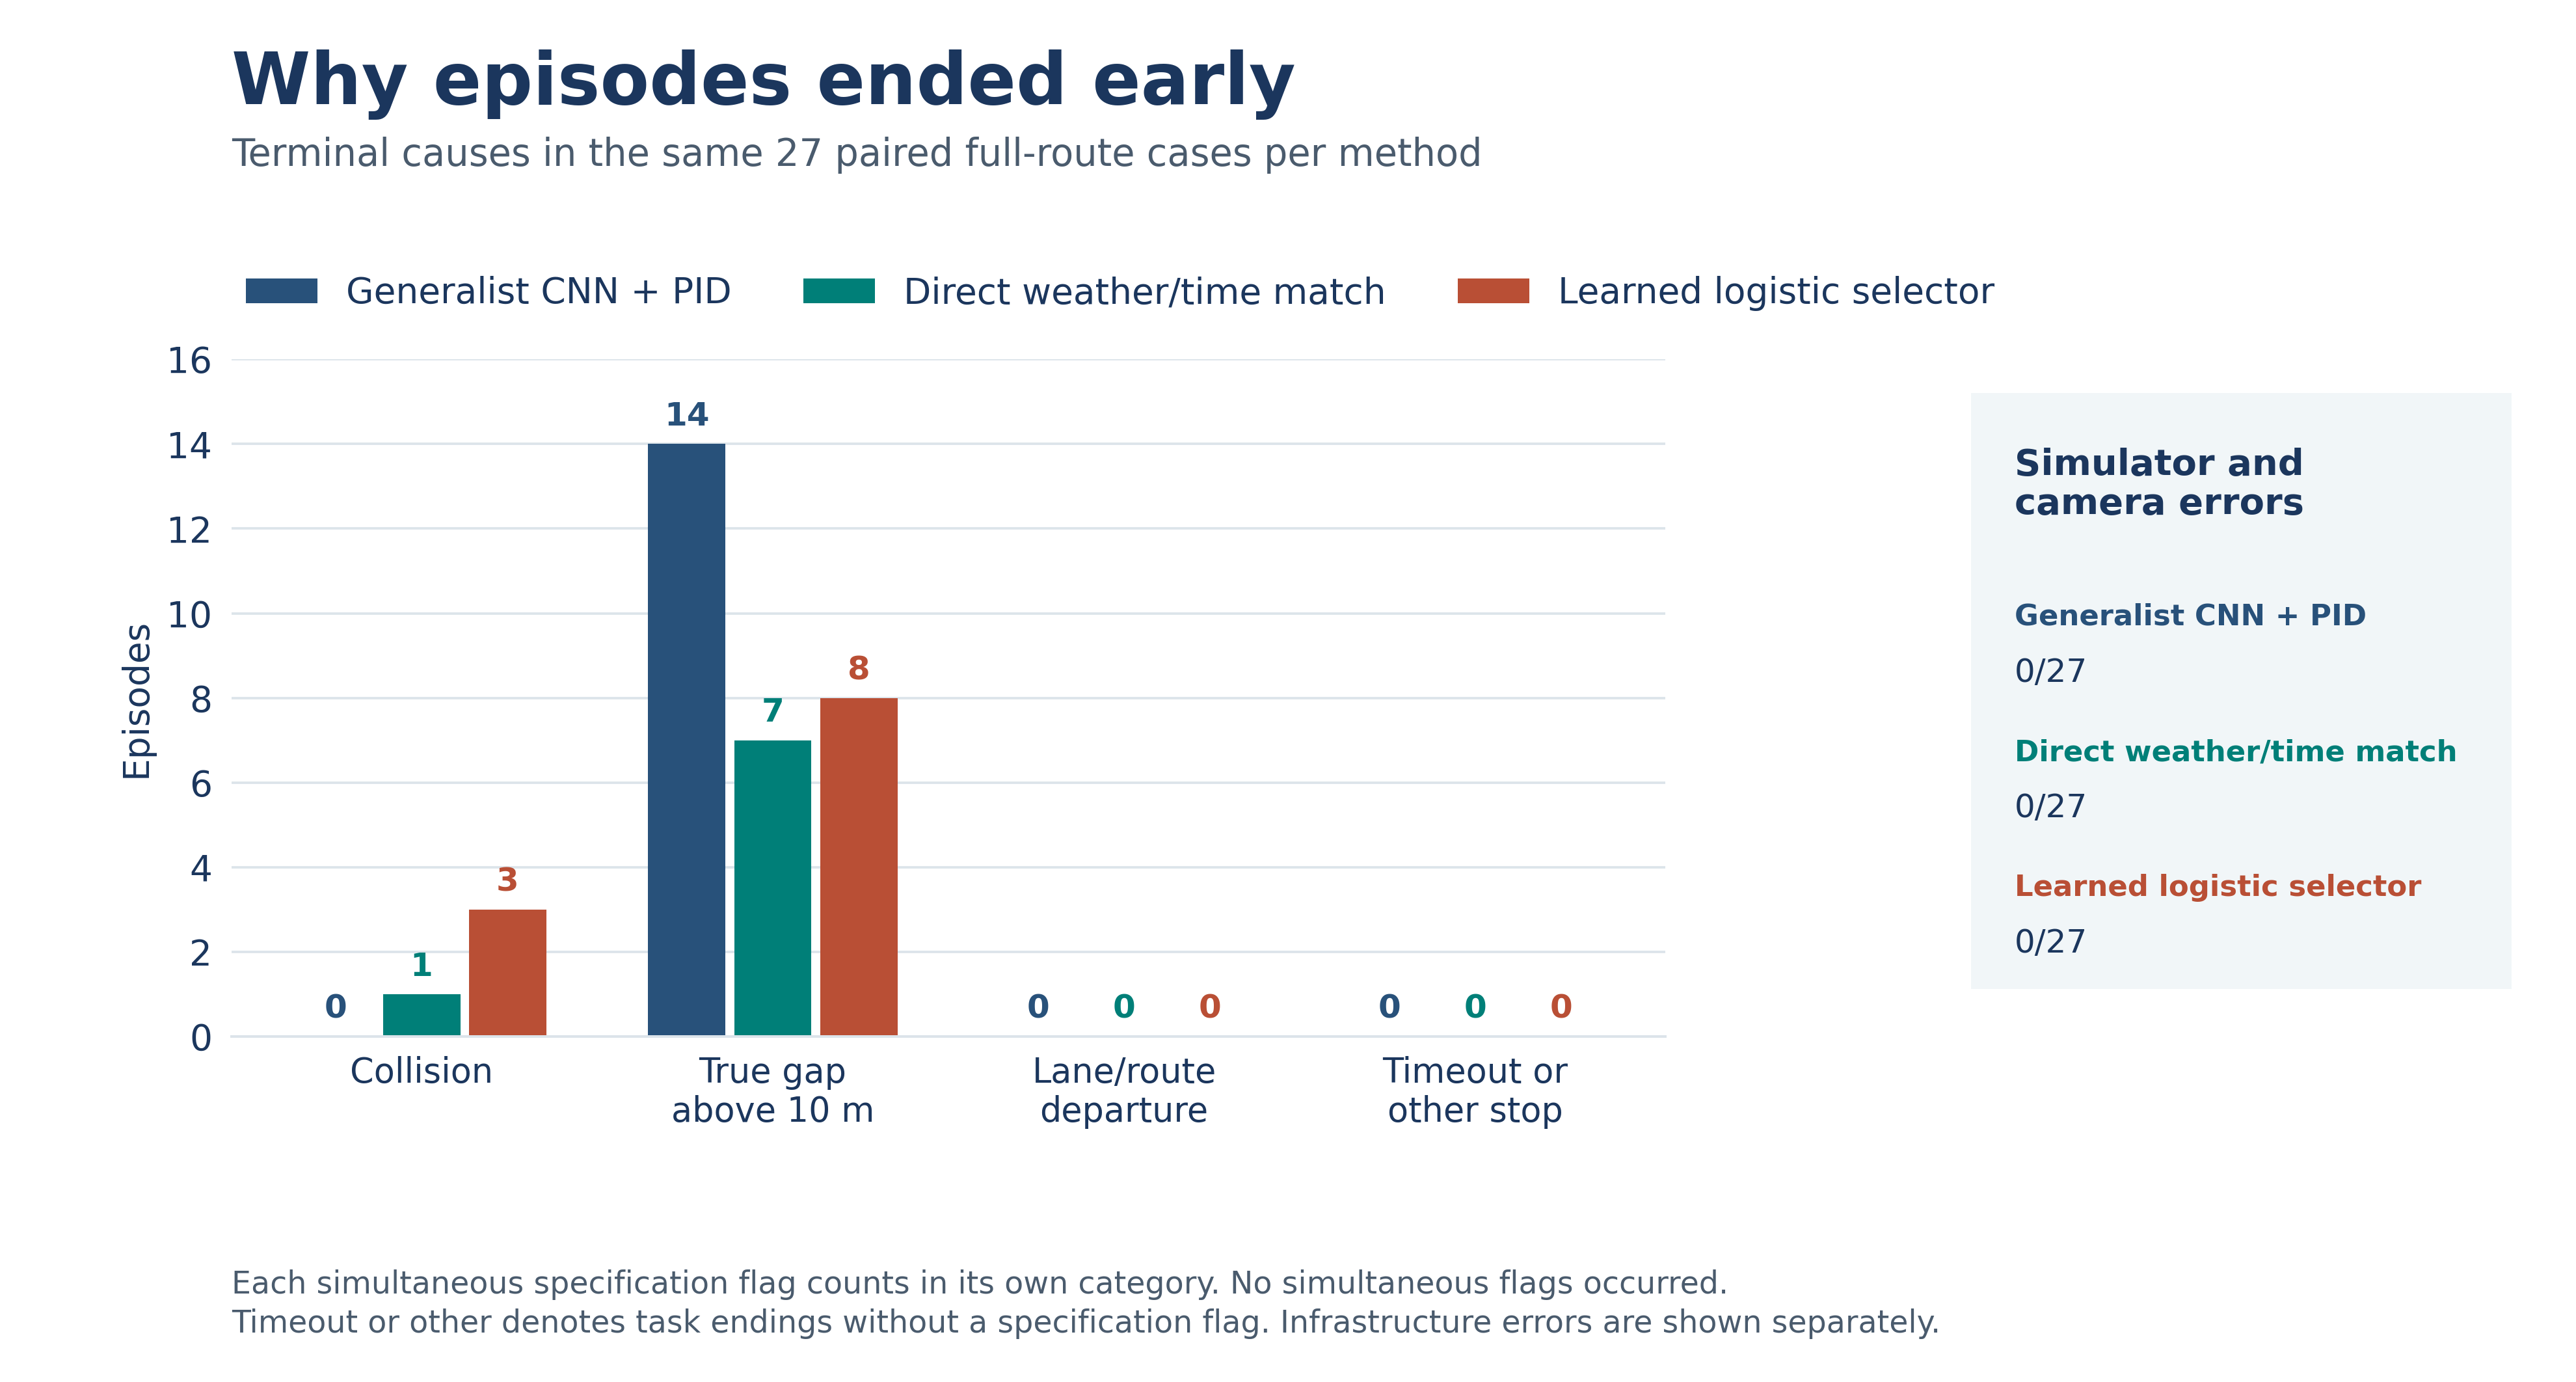 Why episodes ended early
Terminal causes in the same 27 paired full-route cases per method
Generalist CNN + PID
Direct weather/time match
Learned logistic selector
16
14
12
10
8
6
4
2
0
Episodes
0
1
3
14
7
8
0
0
0
0
0
0
Collision
True gap
above 10 m
Lane/route
departure
Timeout or
other stop
Simulator and
camera errors
Generalist CNN + PID
0/27
Direct weather/time match
0/27
Learned logistic selector
0/27
Each simultaneous specification flag counts in its own category. No simultaneous flags occurred.
Timeout or other denotes task endings without a specification flag. Infrastructure errors are shown separately.